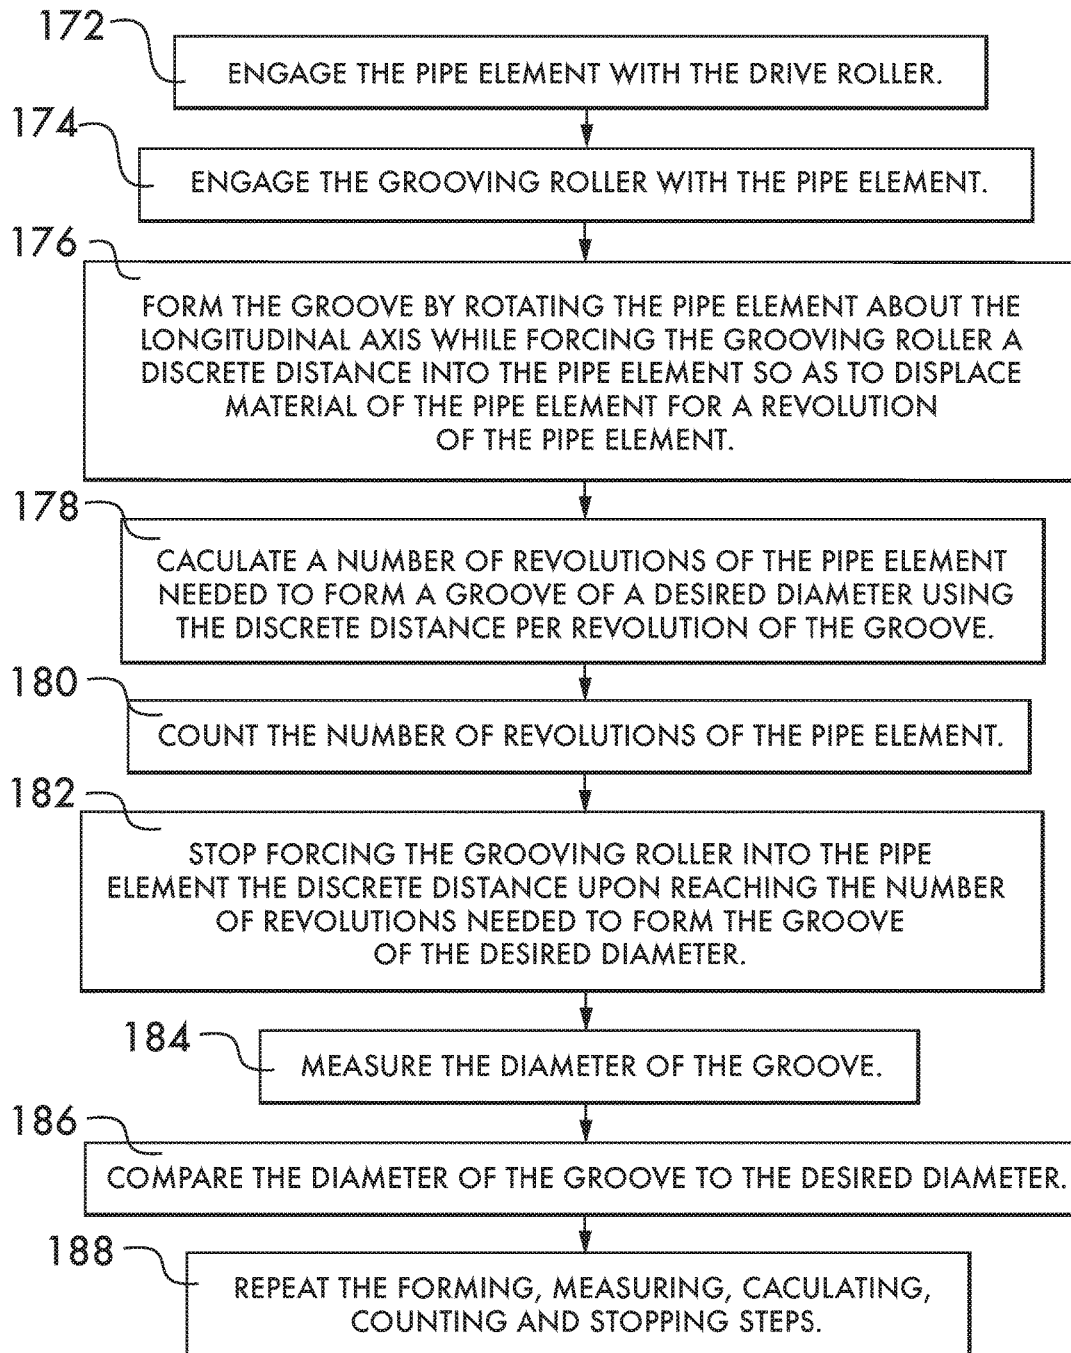 172
ENGAGE THE PIPE ELEMENT WITH THE DRIVE ROLLER.
174
ENGAGE THE GROOVING ROLLER WITH THE PIPE ELEMENT.
176
FORM THE GROOVE BY ROTATING THE PIPE ELEMENT ABOUT THE
LONGITUDINAL AXIS WHILE FORCING THE GROOVING ROLLER A
DISCRETE DISTANCE INTO THE PIPE ELEMENT SO AS TO DISPLACE
MATERIAL OF THE PIPE ELEMENT FOR A REVOLUTION
OF THE PIPE ELEMENT.
178
CACULATE A NUMBER OF REVOLUTIONS OF THE PIPE ELEMENT
NEEDED TO FORM A GROOVE OF A DESIRED DIAMETER USING
THE DISCRETE DISTANCE PER REVOLUTION OF THE GROOVE.
180
COUNT THE NUMBER OF REVOLUTIONS OF THE PIPE ELEMENT.
182
STOP FORCING THE GROOVING ROLLER INTO THE PIPE
ELEMENT THE DISCRETE DISTANCE UPON REACHING THE NUMBER
OF REVOLUTIONS NEEDED TO FORM THE GROOVE
OF THE DESIRED DIAMETER.
184
MEASURE THE DIAMETER OF THE GROOVE.
186
COMPARE THE DIAMETER OF THE GROOVE TO THE DESIRED DIAMETER.
188
REPEAT THE FORMING, MEASURING, CACULATING,
COUNTING AND STOPPING STEPS.